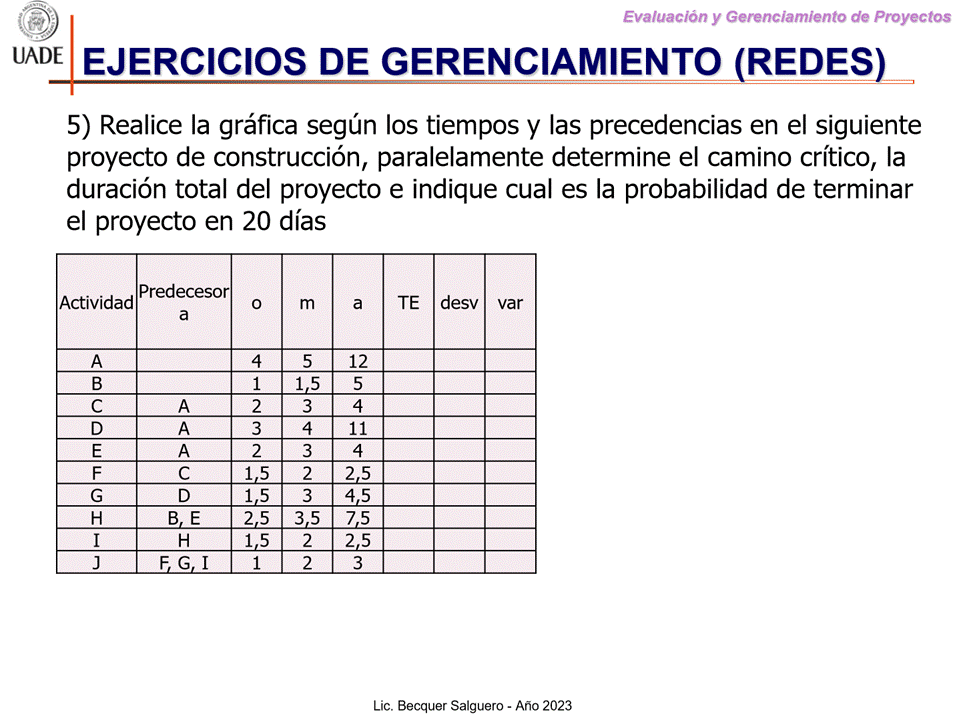 Evaluación y Gerenciamiento de Proyectos
UADE
EJERCICIOS DE GERENCIAMIENTO (REDES)
5) Realice la gráfica según los tiempos y las precedencias en el siguiente
proyecto de construcción, paralelamente determine el camino crítico, la
duración total del proyecto e indique cual es la probabilidad de terminar
el proyecto en 20 días
Actividad Predecesor a o m a TE desv var
A 4 5 12
B 1 1,5 5
C A 2 3 4
D A 3 4 11
E A 2 3 4
F C 1,5 2 2,5
G D 1,5 3 4,5
H B, E 2,5 3,5 7,5
I H 1,5 2 2,5
J F, G, I 1 2 3
Lic. Becquer Salguero - Año 2023